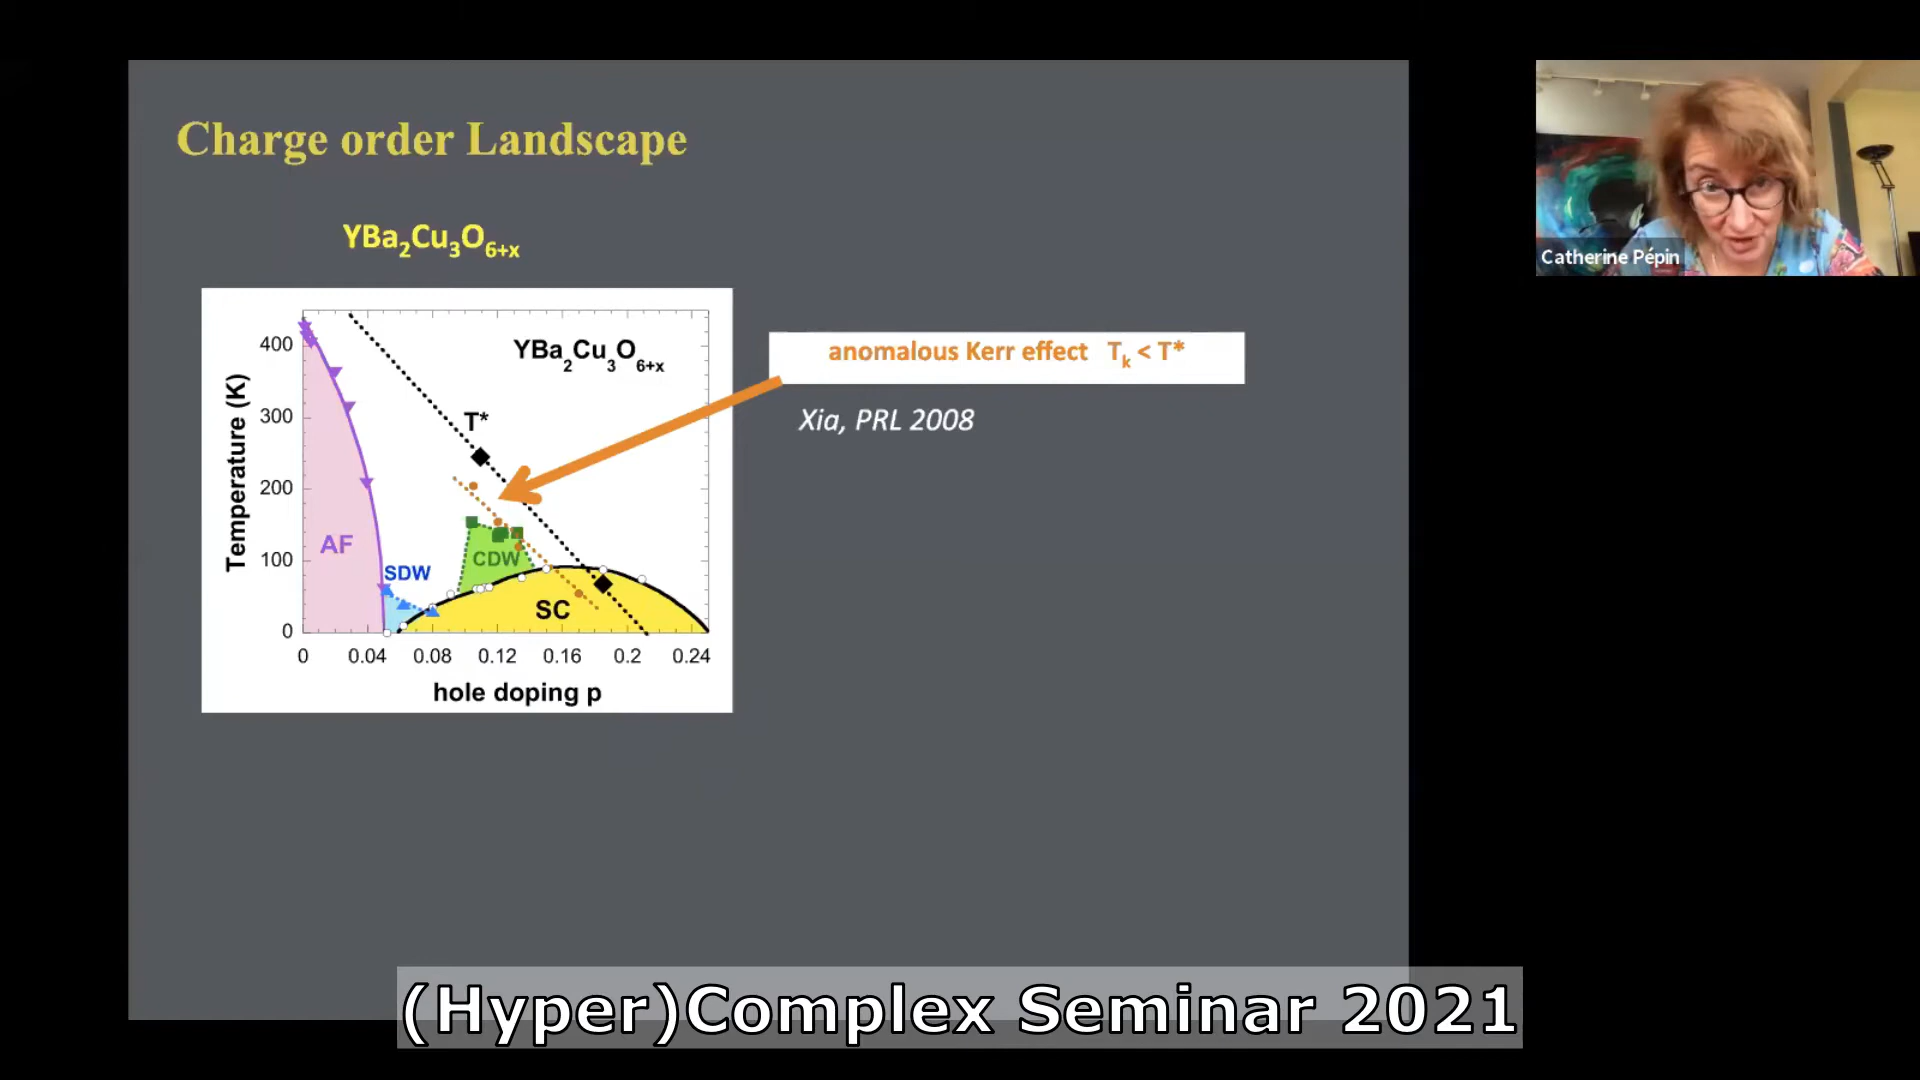 Charge order Landscape
YBa2Cu3O6+x
YBa2Cu3O6+x
T*
AF
SDW
CDW
SC
Temperature (K)
400
300
200
100
0
0 0.04 0.08 0.12 0.16 0.2 0.24
hole doping p
anomalous Kerr effect Tk < T*
Xia, PRL 2008
Catherine Pépin
(Hyper)Complex Seminar 2021